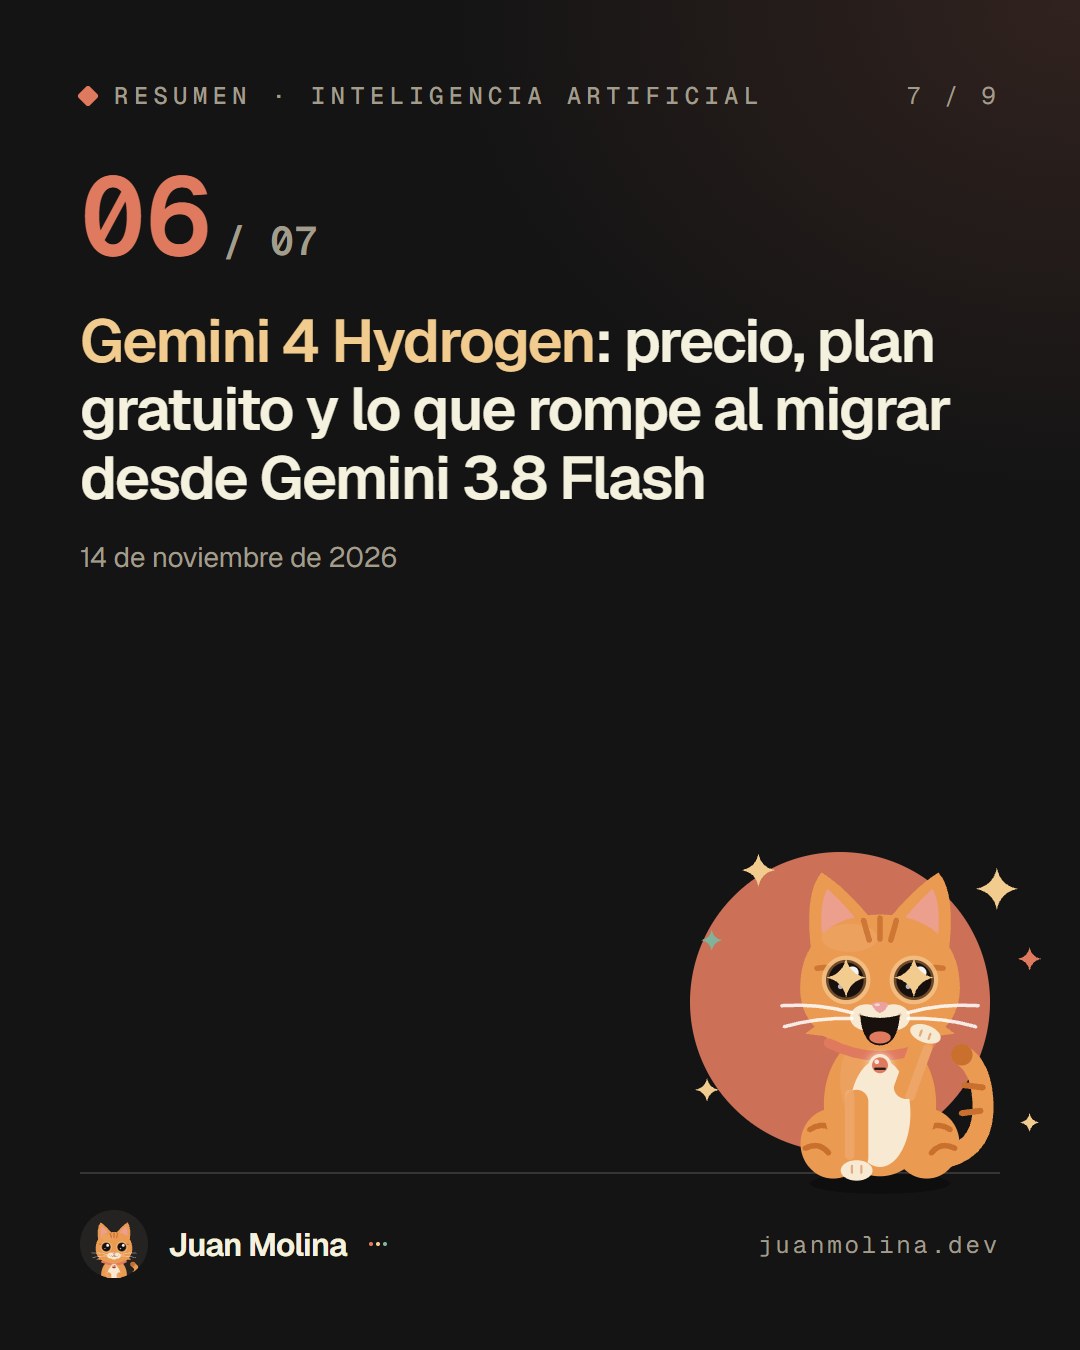 RESUMEN · INTELIGENCIA ARTIFICIAL
7 / 9
06 / 07
Gemini 4 Hydrogen: precio, plan
gratuito y lo que rompe al migrar
desde Gemini 3.8 Flash
14 de noviembre de 2026
Juan Molina
juanmolina.dev